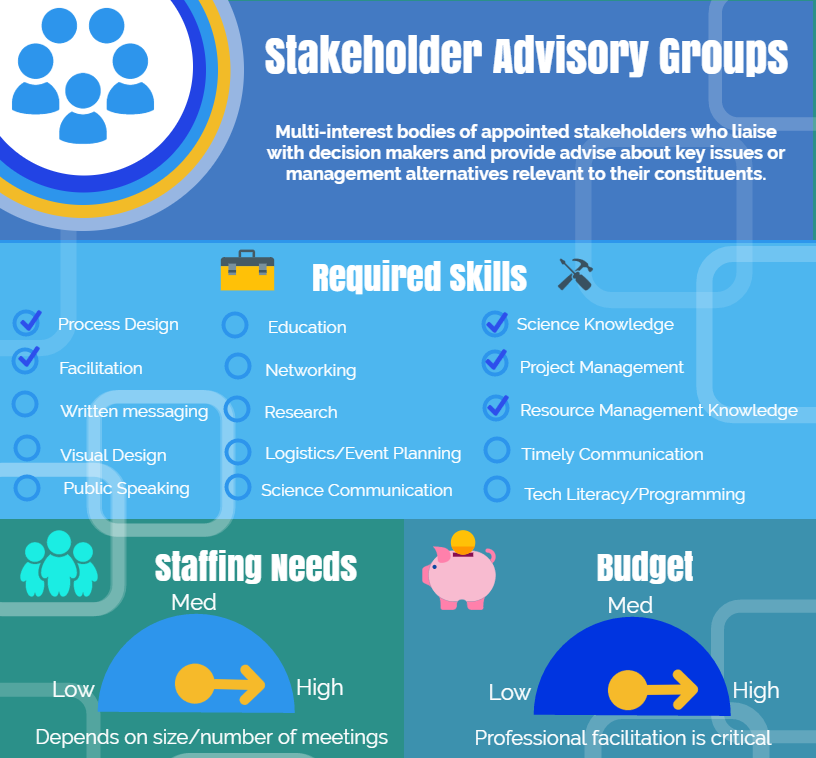 Stakeholder Advisory Groups
Multi-interest bodies of appointed stakeholders who liaise
with decision makers and provide advise about key issues or
management alternatives relevant to their constituents.
Required Skills
Process Design
Facilitation
Written messaging
Visual Design
Public Speaking
Education
Networking
Research
Logistics/Event Planning
Science Communication
Science Knowledge
Project Management
Resource Management Knowledge
Timely Communication
Tech Literacy/Programming
Staffing Needs
Med
Low
High
Depends on size/number of meetings
Budget
Med
Low
High
Professional facilitation is critical